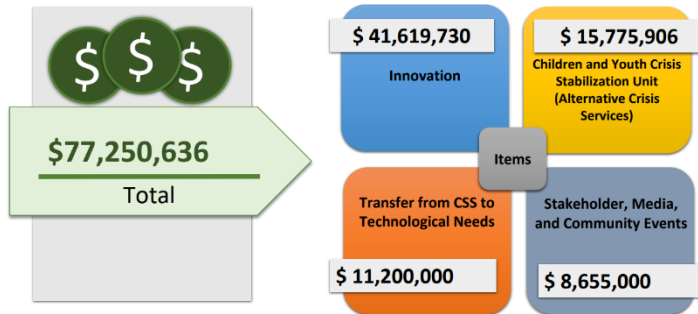 $ $ $
$77,250,636
Total
$ 41,619,730
Innovation
$ 15,775,906
Children and Youth Crisis
Stabilization Unit
(Alternative Crisis
Services)
Items
Transfer from CSS to
Technological Needs
$ 11,200,000
Stakeholder, Media,
and Community Events
$ 8,655,000